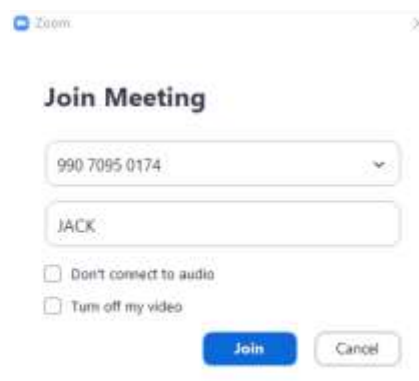 Zoom
Join Meeting
990 7095 0174
JACK
Don't connect to audio
Turn off my video
Join Cancel